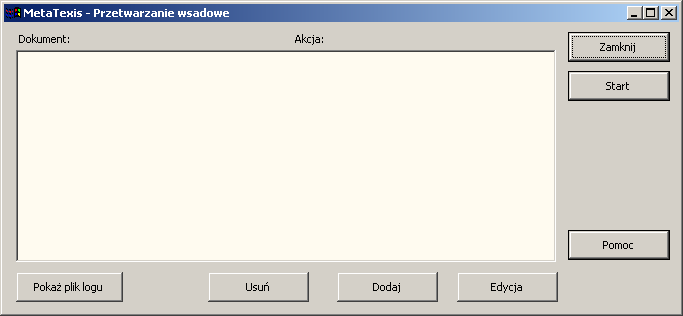 MetaTexis - Przetwarzanie wsadowe
Dokument: Akcja:
Zamknij
Start
Pomoc
Pokaż plik logu Usuń Dodaj Edycja